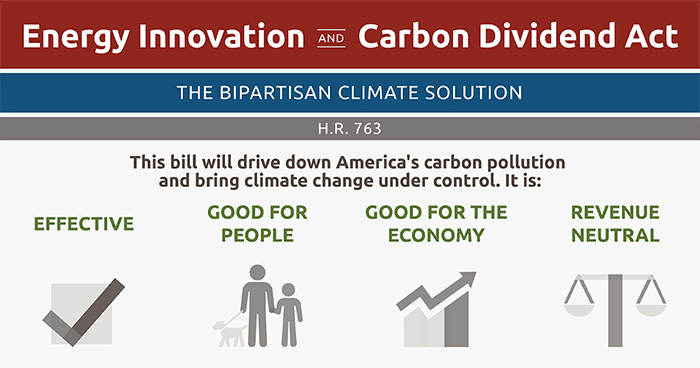 Energy Innovation AND Carbon Dividend Act
THE BIPARTISAN CLIMATE SOLUTION
H.R. 763
This bill will drive down America's carbon pollution
and bring climate change under control. It is:
EFFECTIVE
GOOD FOR
PEOPLE
GOOD FOR THE
ECONOMY
REVENUE
NEUTRAL